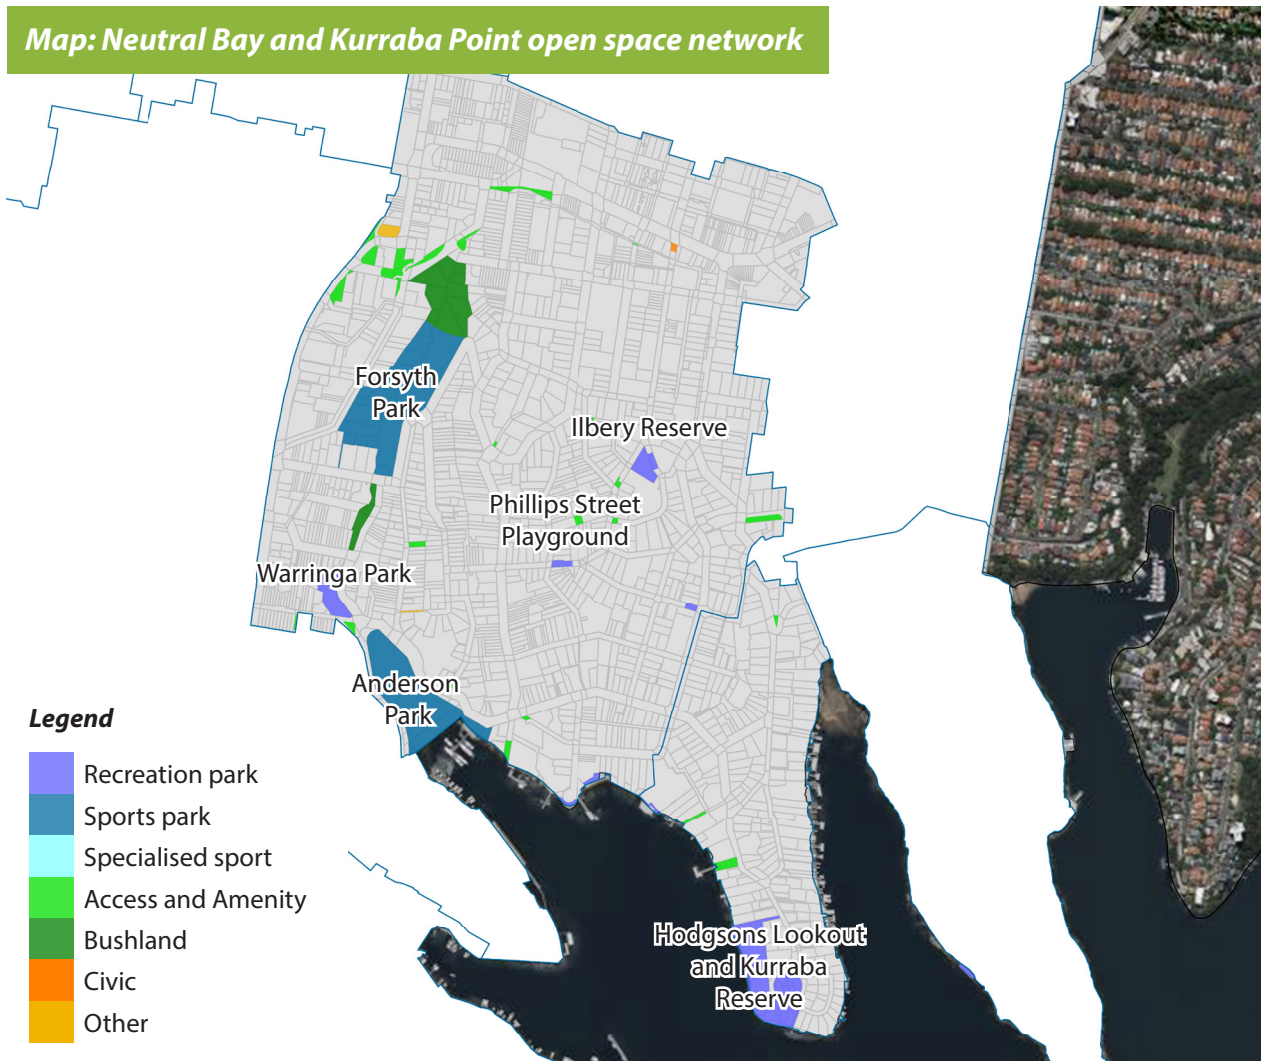 Map: Neutral Bay and Kurraba Point open space network
Forsyth
Park
Ilbery Reserve
Phillips Street
Playground
Warringa Park
Anderson
Park
Hodgsons Lookout
and Kurraba
Reserve
Legend
Recreation park
Sports park
Specialised sport
Access and Amenity
Bushland
Civic
Other